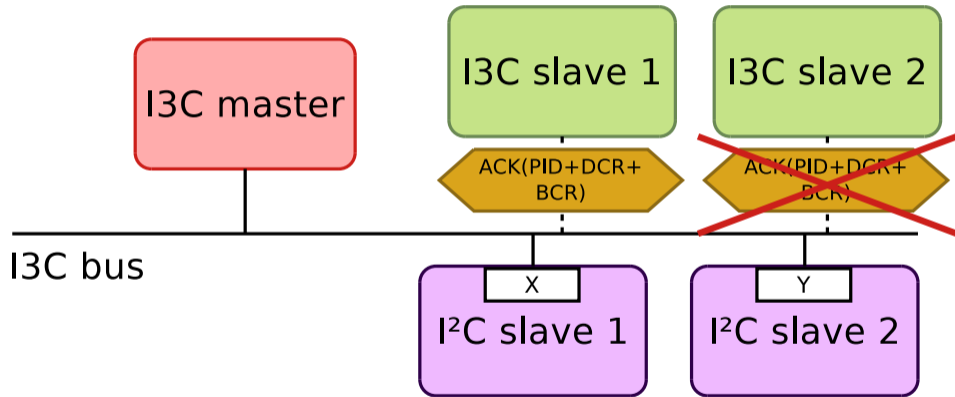 I3C master
I3C slave 1
I3C slave 2
ACK(PID+DCR+
BCR)
ACK(PID+DCR+
BCR)
I3C bus
X
Y
I²C slave 1
I²C slave 2